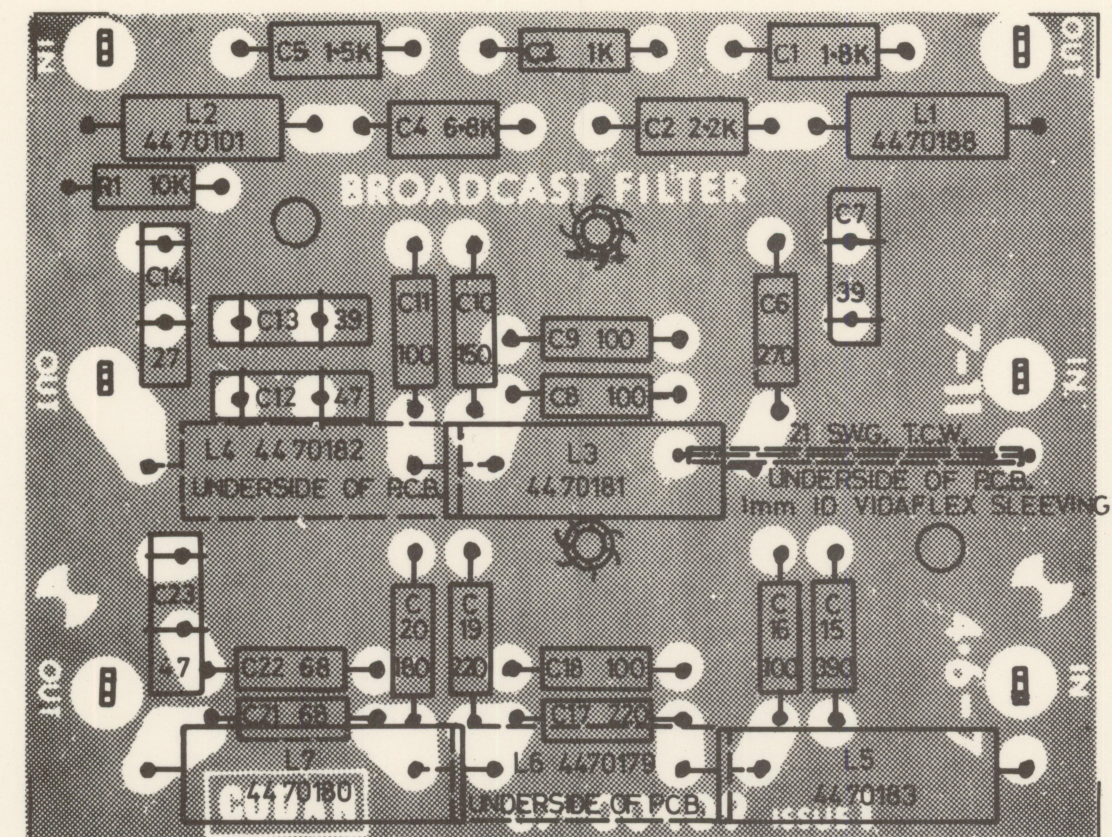 IN
C5 1·5K
C3 1K
C1 1·8K
OUT
L2
4470101
C4 6·8K
C2 2·2K
L1
4470188
R1 10K
BROADCAST FILTER
C14
27
C13 39
C12 47
C11
100
C10
150
C9 100
C8 100
C6
270
C7
39
7-11
OUT
IN
L4 4470182
UNDERSIDE OF P.C.B.
L3
4470181
21 SWG. T.C.W.
UNDERSIDE OF P.C.B.
1mm ID VIDAFLEX SLEEVING
C23
47
C22 68
C21 68
C
20
180
C
19
220
C18 100
C17 220
C
16
100
C
15
390
4·6-7
OUT
IN
L7
4470180
L6 4470179
UNDERSIDE OF P.C.B.
L5
4470183
ISSUE